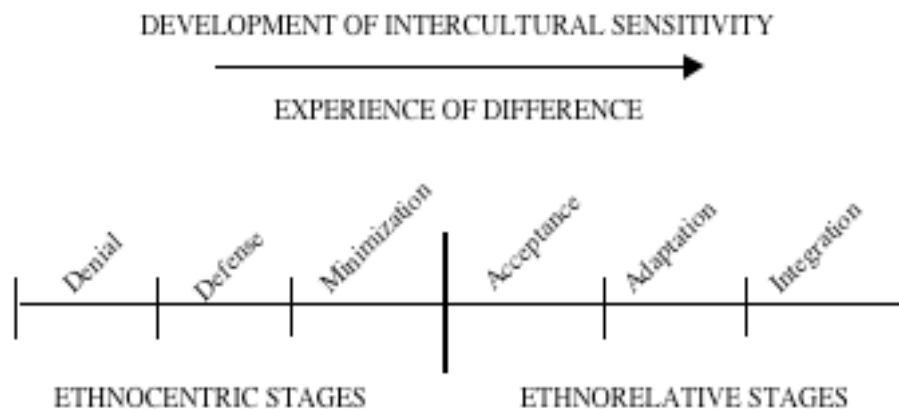 DEVELOPMENT OF INTERCULTURAL SENSITIVITY
EXPERIENCE OF DIFFERENCE
Denial
Defense
Minimization
Acceptance
Adaptation
Integration
ETHNOCENTRIC STAGES
ETHNORELATIVE STAGES